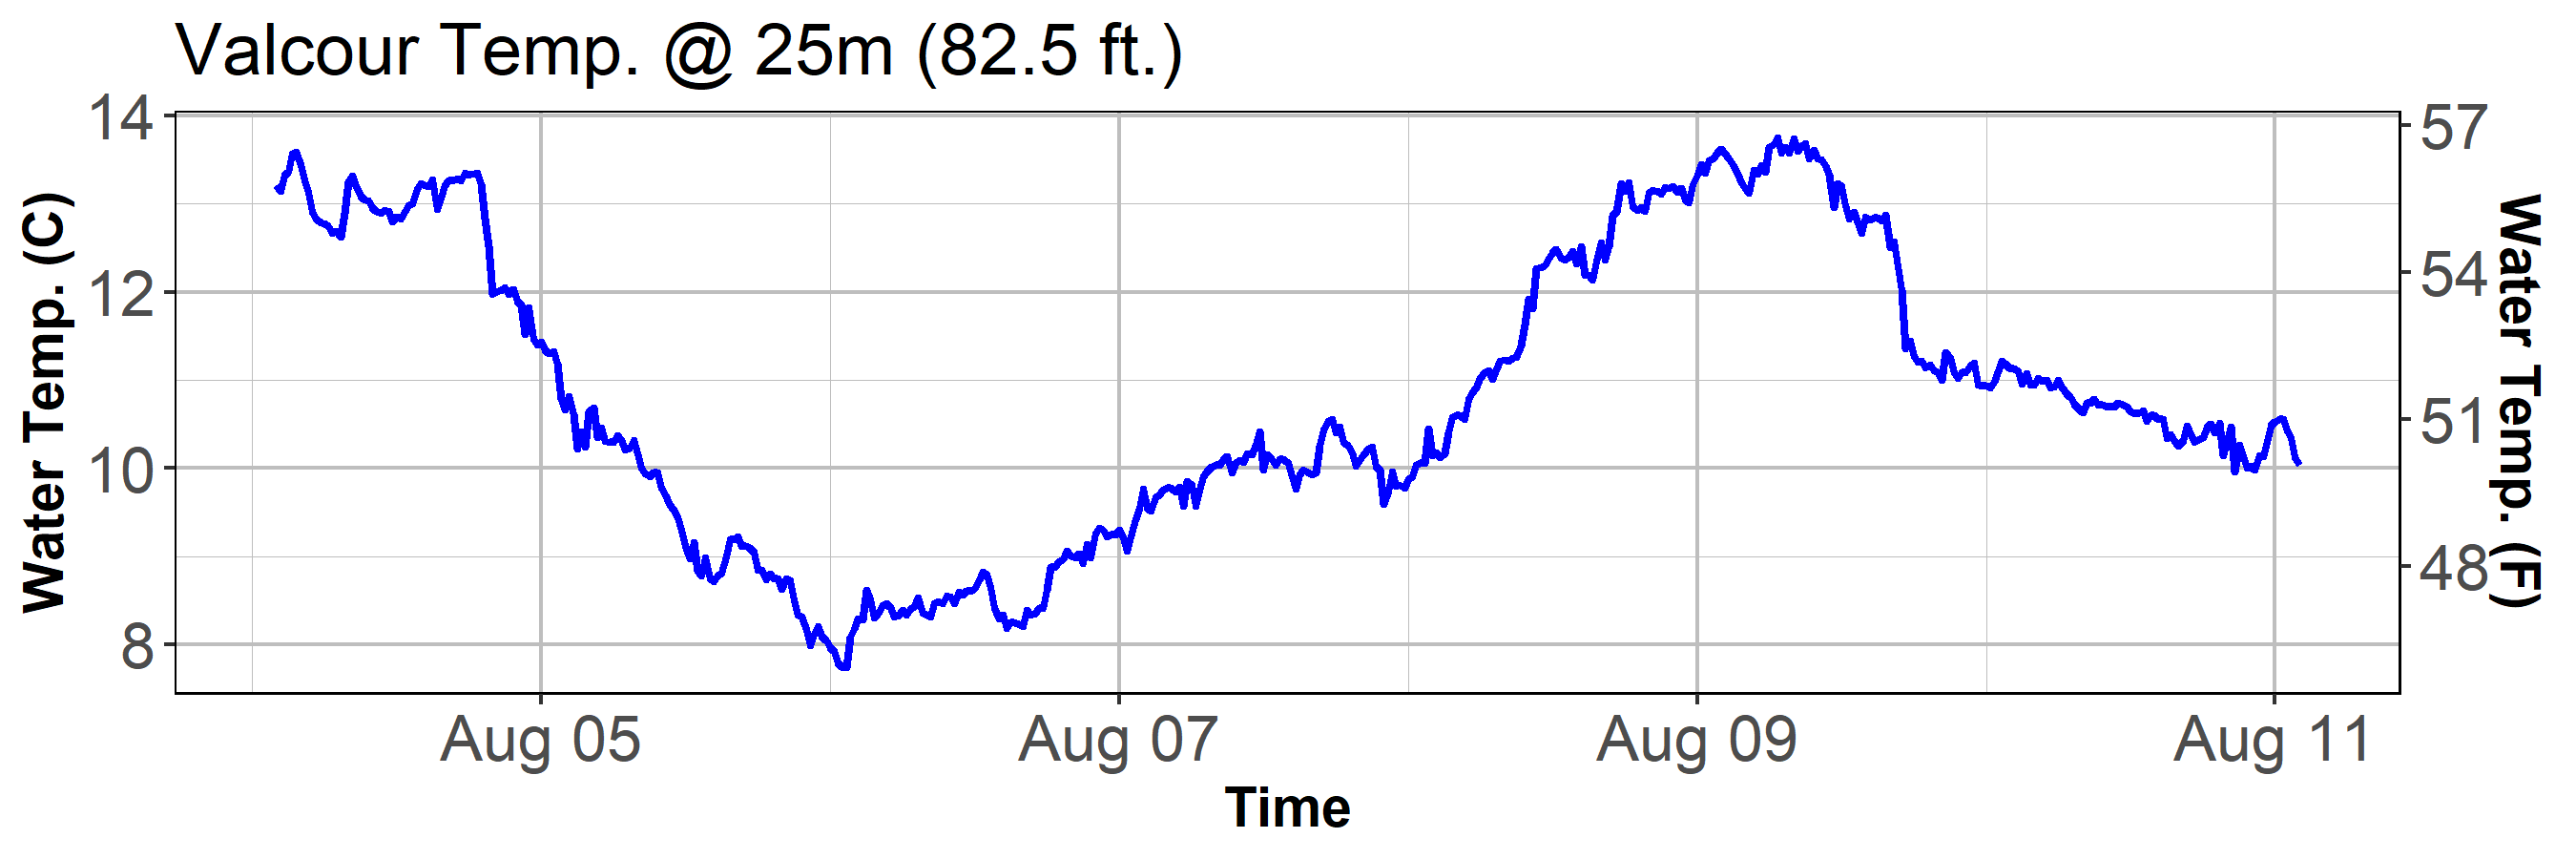 Valcour Temp. @ 25m (82.5 ft.)
14
12
10
8
Water Temp. (C)
57
54
51
48
Water Temp. (F)
Aug 05 Aug 07 Aug 09 Aug 11
Time